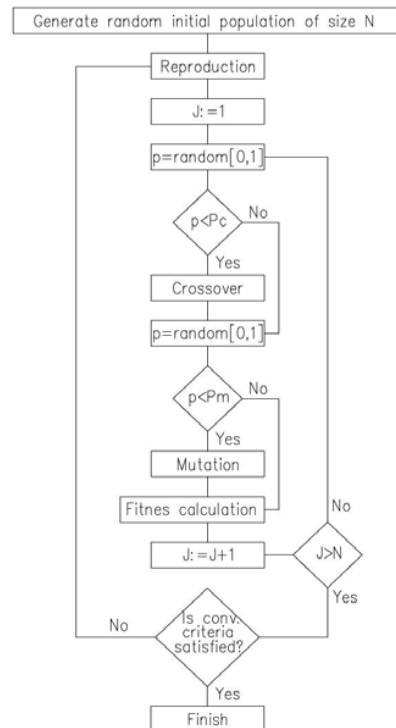 Generate random initial population of size N
Reproduction
J:=1
p=random[0,1]
p<Pc
No
Yes
Crossover
p=random[0,1]
p<Pm
No
Yes
Mutation
Fitnes calculation
No
J:=J+1
J>N
Yes
Is conv.
criteria
satisfied?
No
Yes
Finish